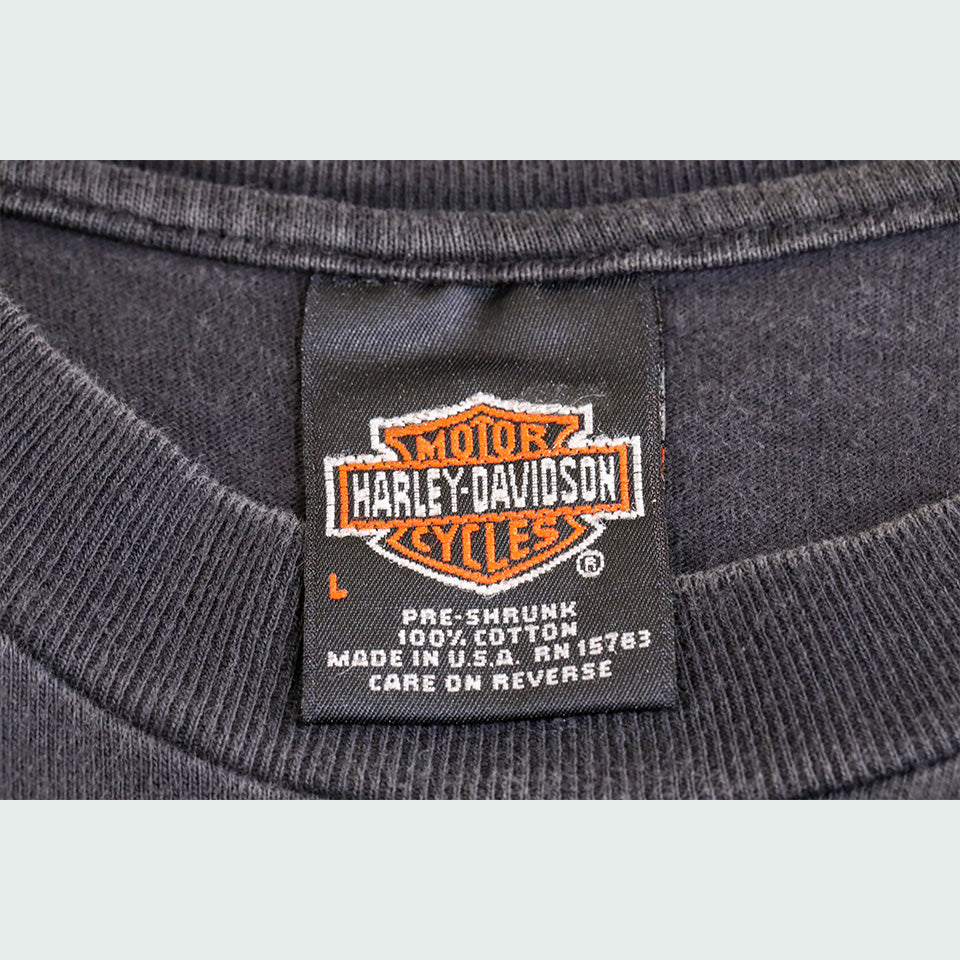 MOTOR
HARLEY-DAVIDSON
CYCLES
®
L
PRE-SHRUNK
100% COTTON
MADE IN U.S.A. RN 15763
CARE ON REVERSE